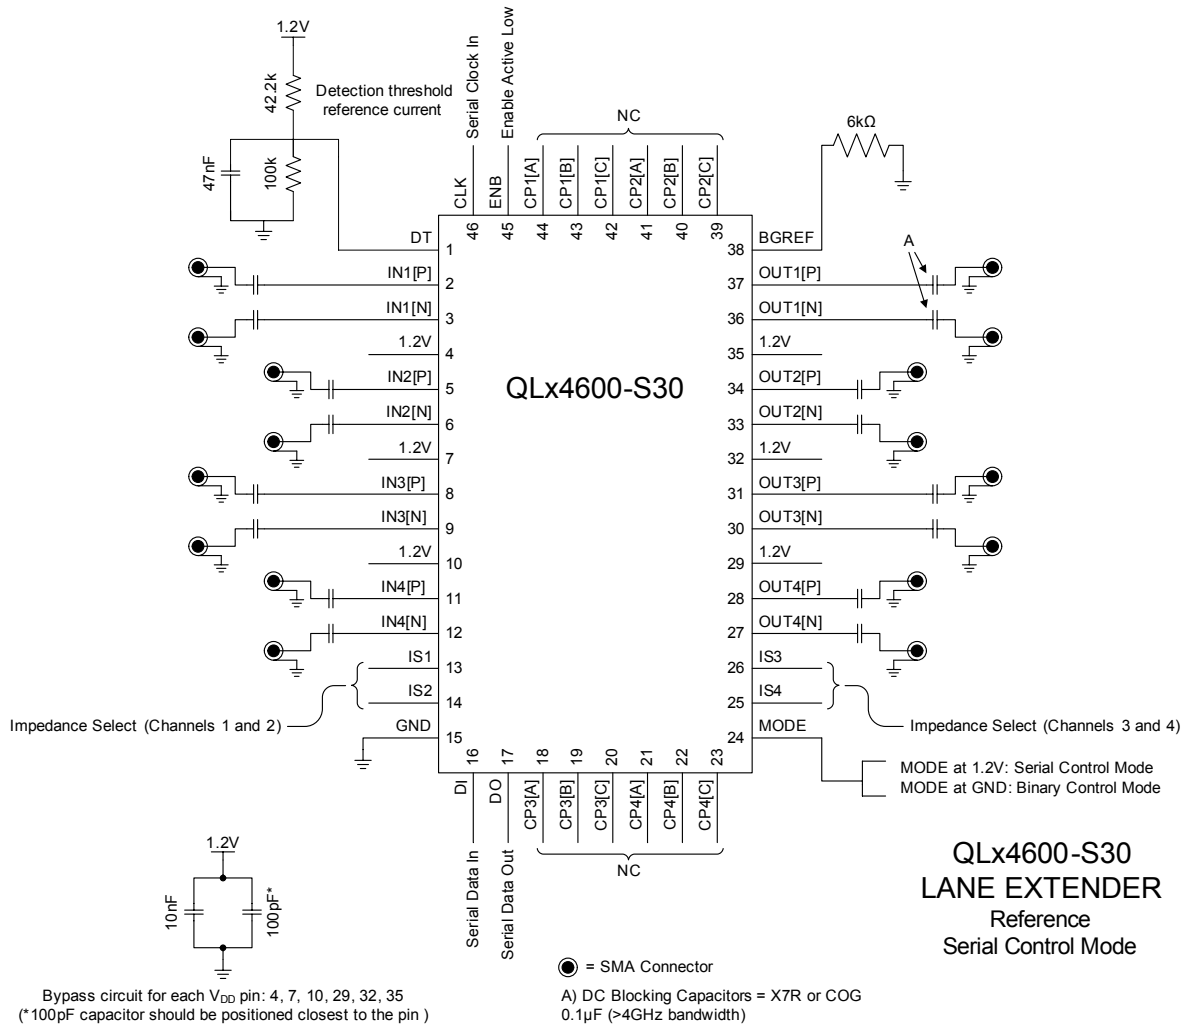 1.2V
42.2k
Detection threshold
reference current
47nF
100k
Serial Clock In
Enable Active Low
NC
6kΩ
CLK
ENB
CP1[A]
CP1[B]
CP1[C]
CP2[A]
CP2[B]
CP2[C]
46
45
44
43
42
41
40
39
DT
1
38
BGREF
A
IN1[P]
2
37
OUT1[P]
IN1[N]
3
36
OUT1[N]
1.2V
4
35
1.2V
IN2[P]
5
34
OUT2[P]
QLx4600-S30
IN2[N]
6
33
OUT2[N]
1.2V
7
32
1.2V
IN3[P]
8
31
OUT3[P]
IN3[N]
9
30
OUT3[N]
1.2V
10
29
1.2V
IN4[P]
11
28
OUT4[P]
IN4[N]
12
27
OUT4[N]
IS1
13
26
IS3
IS2
14
25
IS4
Impedance Select (Channels 1 and 2)
Impedance Select (Channels 3 and 4)
GND
15
24
MODE
16
17
18
19
20
21
22
23
DI
DO
CP3[A]
CP3[B]
CP3[C]
CP4[A]
CP4[B]
CP4[C]
MODE at 1.2V: Serial Control Mode
MODE at GND: Binary Control Mode
Serial Data In
Serial Data Out
NC
1.2V
10nF
100pF*
QLx4600-S30
LANE EXTENDER
Reference
Serial Control Mode
= SMA Connector
Bypass circuit for each VDD pin: 4, 7, 10, 29, 32, 35
(*100pF capacitor should be positioned closest to the pin )
A) DC Blocking Capacitors = X7R or COG
0.1µF (>4GHz bandwidth)